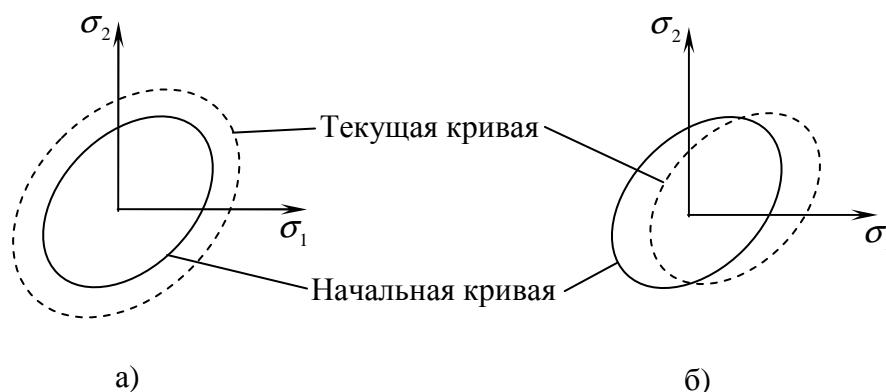 σ₂
σ₂
Текущая кривая
σ₁
σ
Начальная кривая
а)
б)